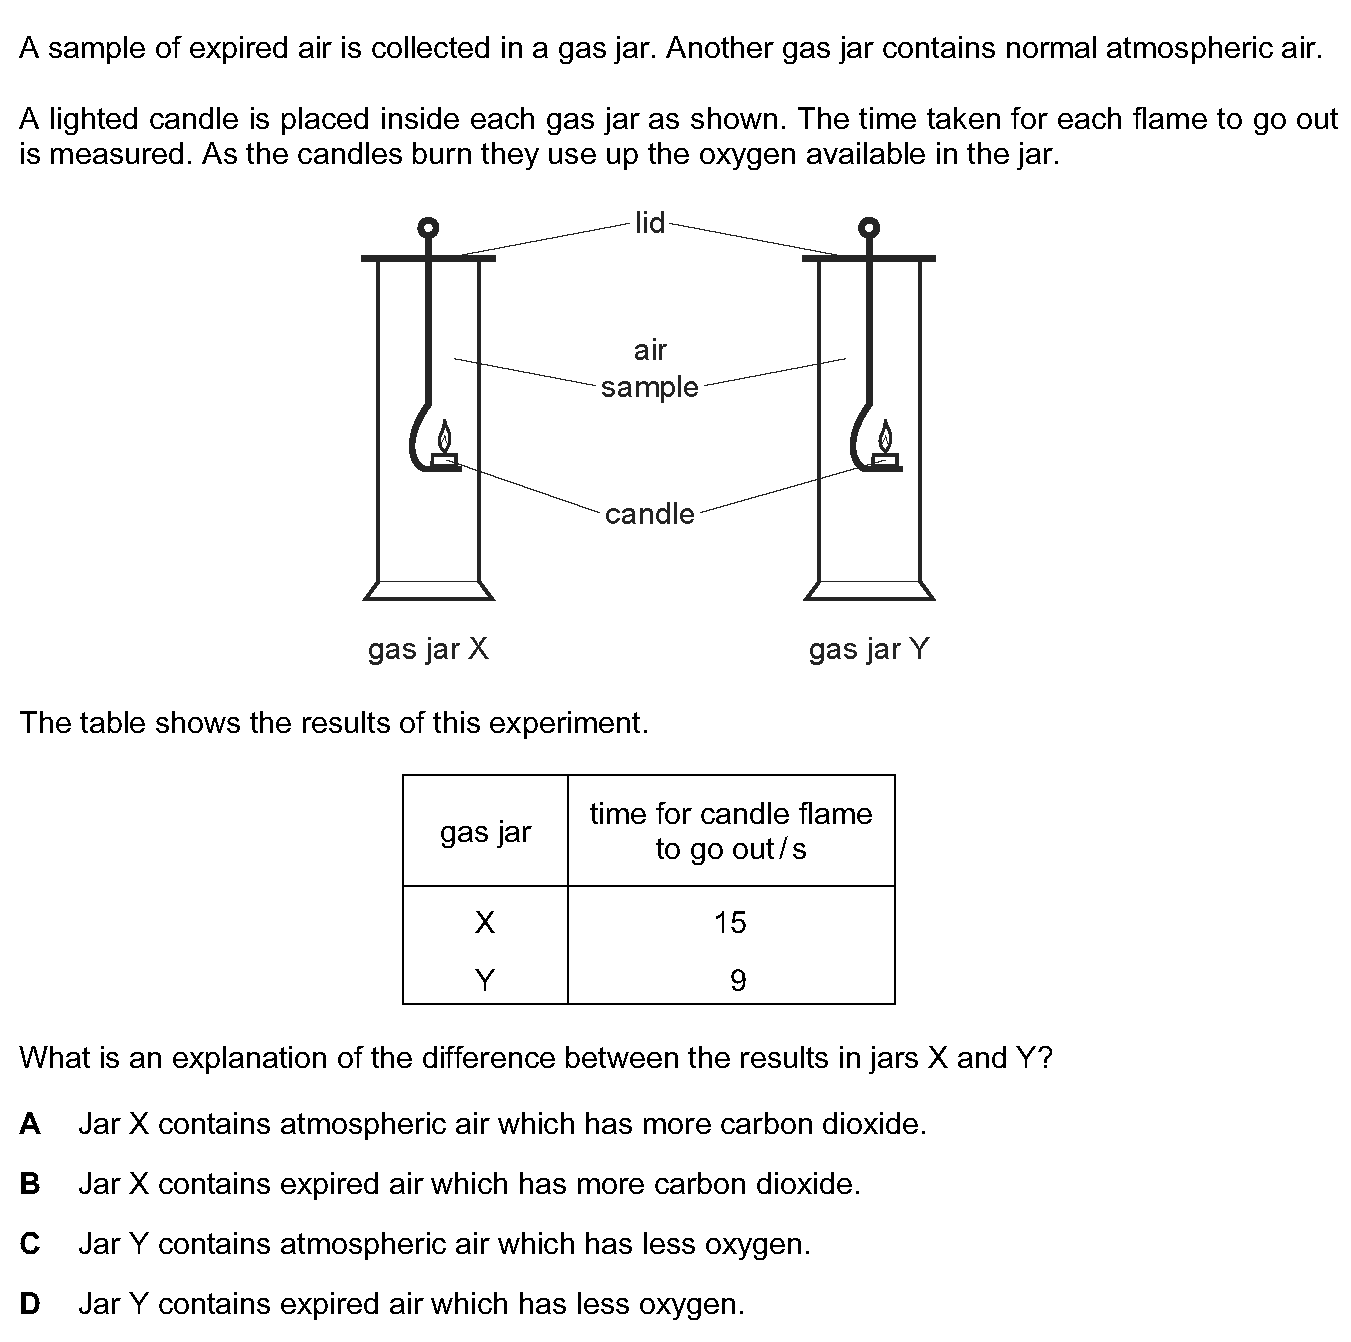 A sample of expired air is collected in a gas jar. Another gas jar contains normal atmospheric air.
A lighted candle is placed inside each gas jar as shown. The time taken for each flame to go out
is measured. As the candles burn they use up the oxygen available in the jar.
lid
air
sample
candle
gas jar X
gas jar Y
The table shows the results of this experiment.
gas jar
time for candle flame
to go out / s
X 15
Y 9
What is an explanation of the difference between the results in jars X and Y?
A Jar X contains atmospheric air which has more carbon dioxide.
B Jar X contains expired air which has more carbon dioxide.
C Jar Y contains atmospheric air which has less oxygen.
D Jar Y contains expired air which has less oxygen.